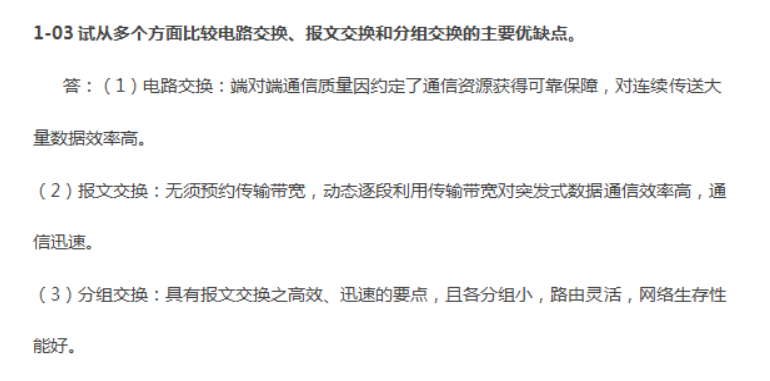 1-03 试从多个方面比较电路交换、报文交换和分组交换的主要优缺点。
答：（1）电路交换：端对端通信质量因约定了通信资源获得可靠保障，对连续传送大
量数据效率高。
（2）报文交换：无须预约传输带宽，动态逐段利用传输带宽对突发式数据通信效率高，通
信迅速。
（3）分组交换：具有报文交换之高效、迅速的要点，且各分组小，路由灵活，网络生存性
能好。